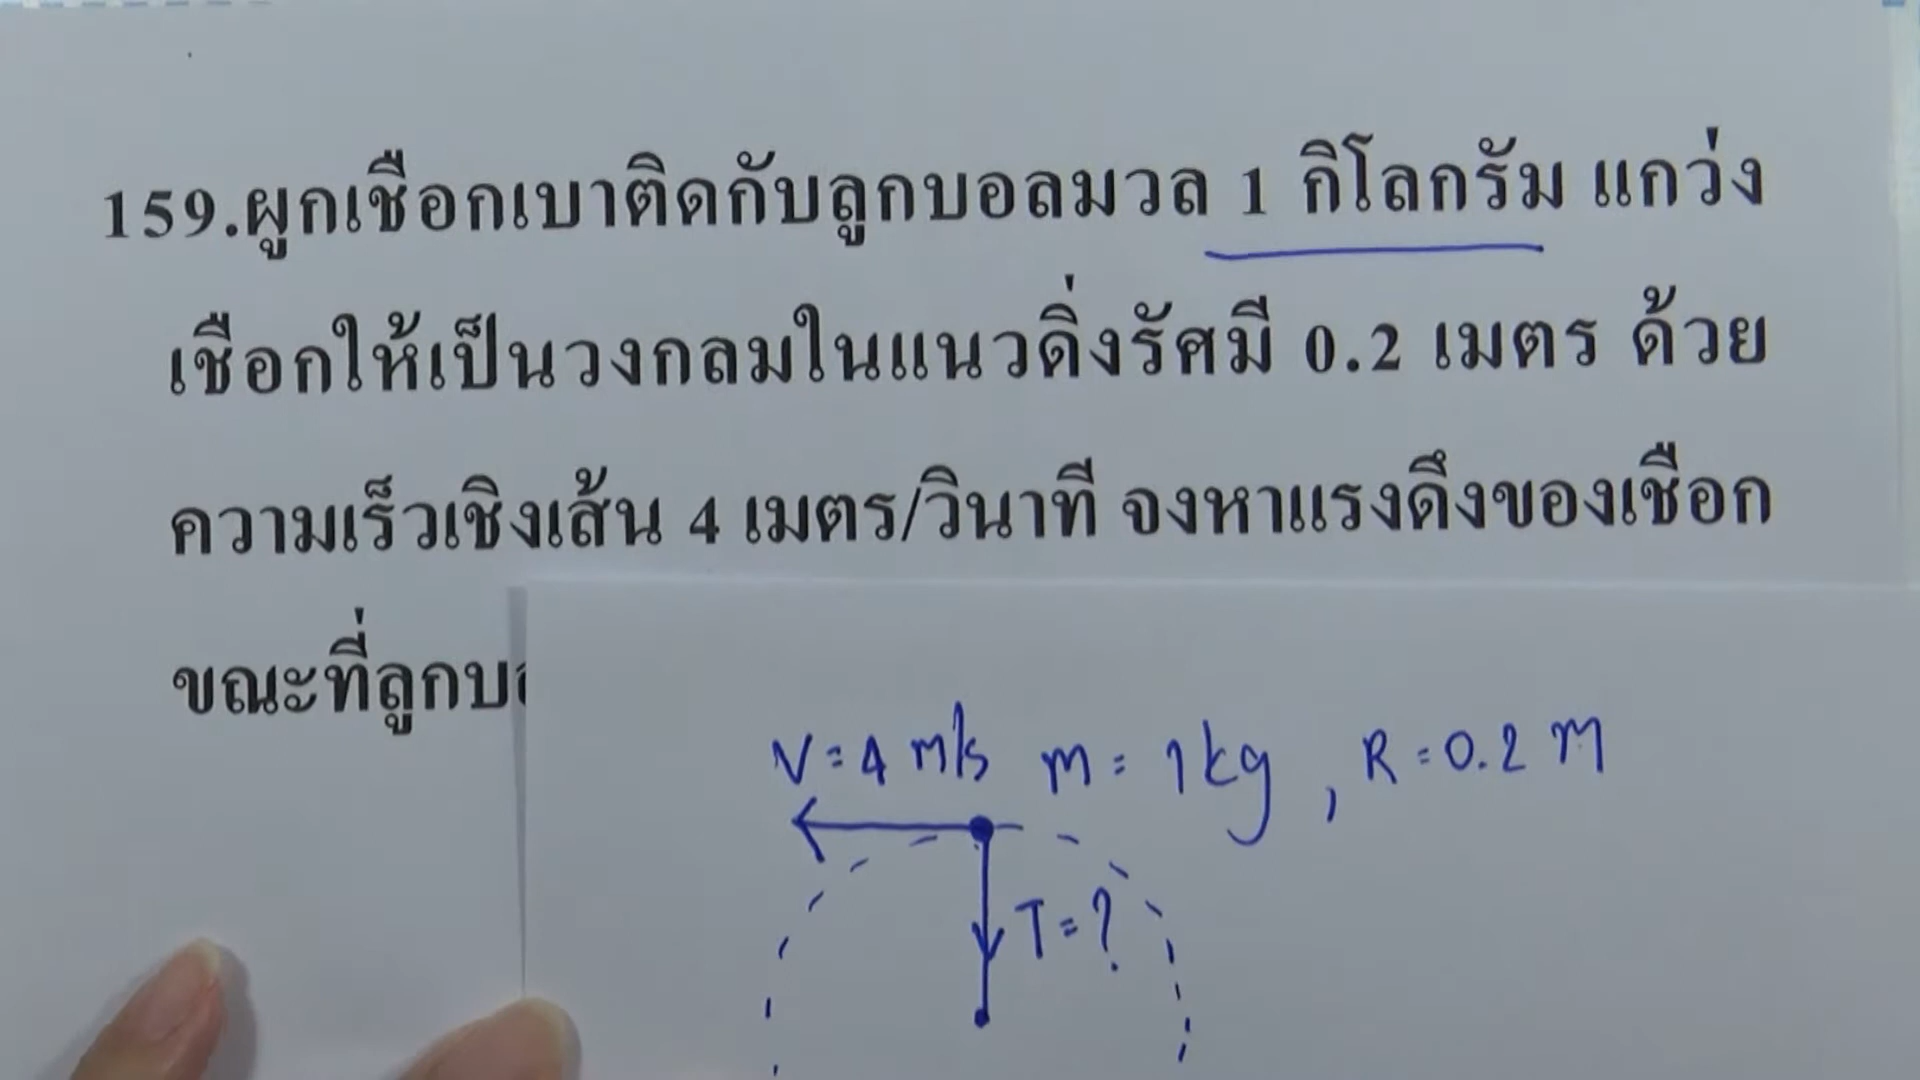 159.ผูกเชือกเบาติดกับลูกบอลมวล 1 กิโลกรัม แกว่ง
เชือกให้เป็นวงกลมในแนวดิ่งรัศมี 0.2 เมตร ด้วย
ความเร็วเชิงเส้น 4 เมตร/วินาที จงหาแรงดึงของเชือก
ขณะที่ลูกบ
V = 4 m/s m = 1 kg , R = 0.2 m
T = ?